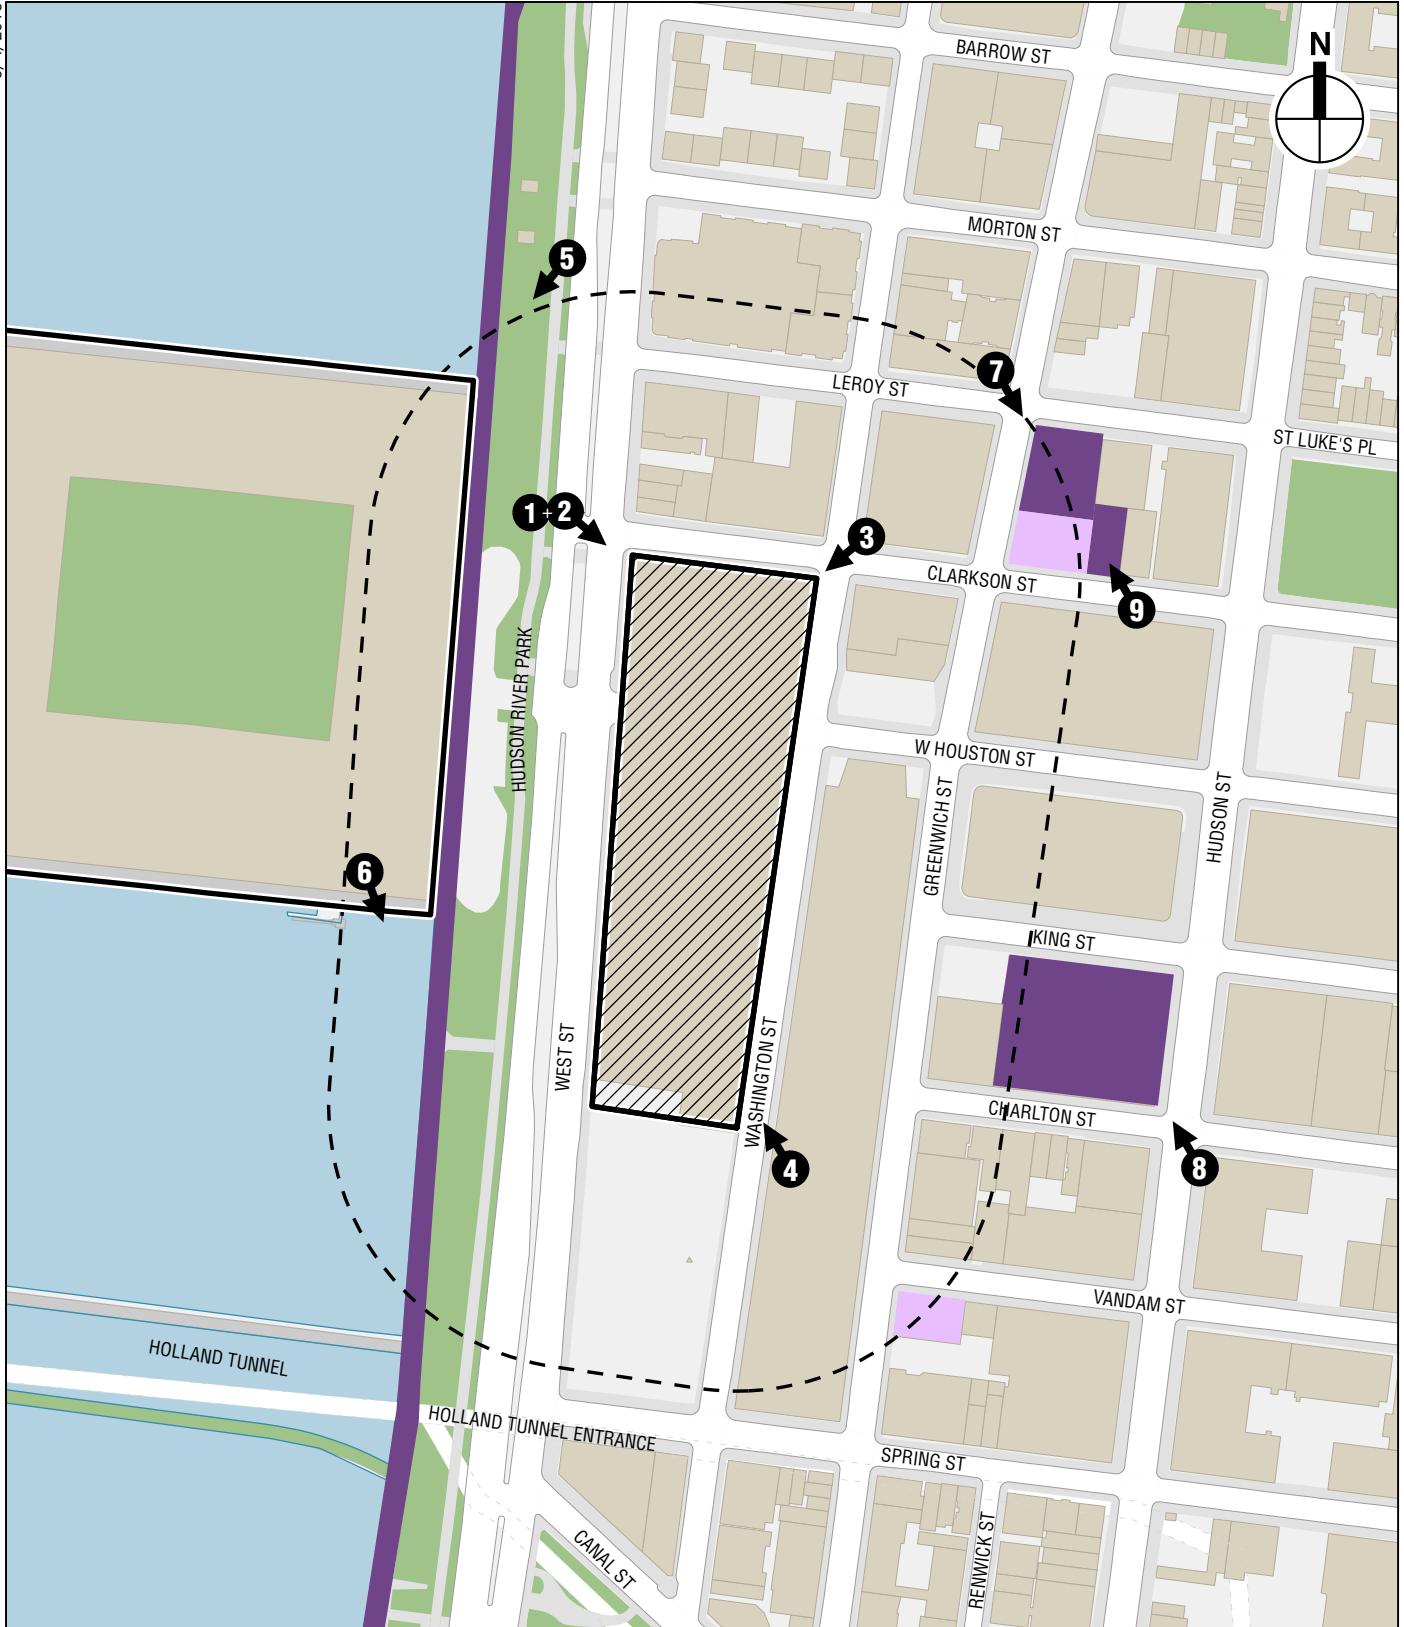 BARROW ST
N
MORTON ST
5
7
LEROY ST
ST LUKE'S PL
1+2
3
CLARKSON ST
9
HUDSON RIVER PARK
W HOUSTON ST
GREENWICH ST
HUDSON ST
6
KING ST
WEST ST
WASHINGTON ST
CHARLTON ST
4
8
VANDAM ST
HOLLAND TUNNEL
HOLLAND TUNNEL ENTRANCE
SPRING ST
CANAL ST
RENWICK ST